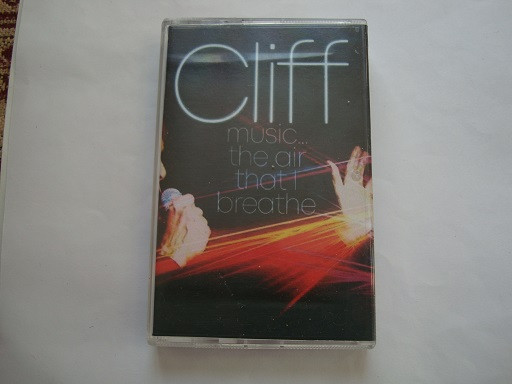 Cliff
music...
the air
that I
breathe